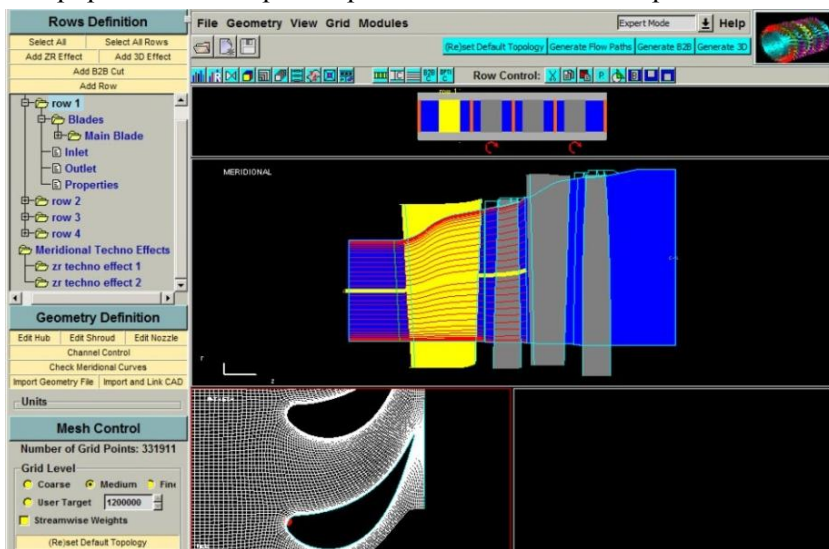 Rows Definition
Select All
Select All Rows
Add ZR Effect
Add 3D Effect
Add B2B Cut
Add Row
row 1
Blades
Main Blade
Inlet
Outlet
Properties
row 2
row 3
row 4
Meridional Techno Effects
zr techno effect 1
zr techno effect 2
Geometry Definition
Edit Hub
Edit Shroud
Edit Nozzle
Channel Control
Check Meridional Curves
Import Geometry File
Import and Link CAD
Units
Mesh Control
Number of Grid Points: 331911
Grid Level
Coarse
Medium
Fin
User Target
1200000
Streamwise Weights
(Re)set Default Topology
File Geometry View Grid Modules
Expert Mode
Help
(Re)set Default Topology
Generate Flow Paths
Generate B2B
Generate 3D
Row Control:
row 1
MERIDIONAL